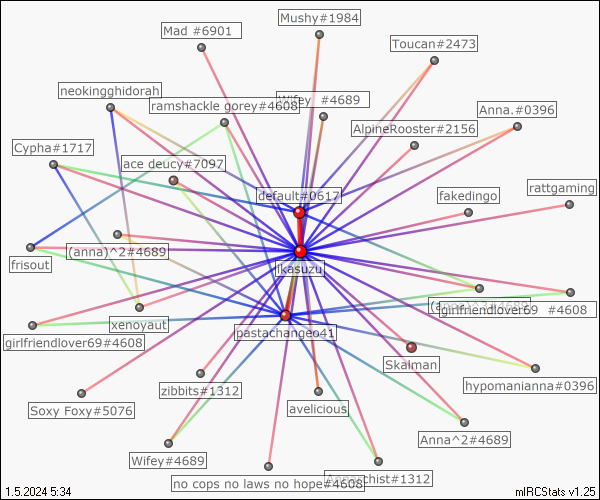 Mushy#1984
Mad #6901
Toucan#2473
neokingghidorah
ramshackle gorey#4608
Wifey #4689
Anna.#0396
AlpineRooster#2156
Cypha#1717
ace deucy#7097
default#0617
fakedingo
rattgaming
frisout
(anna)^2#4689
ikasuzu
girlfriendlover69 #4608
xenoyaut
pastachangeo41
girlfriendlover69#4608
Skaiman
zibbits#1312
hypomanianna#0396
Soxy Foxy#5076
avelicious
Anna^2#4689
Wifey#4689
no cops no laws no hope#4608
Annarchist#1312
1.5.2024 5:34
mIRCStats v1.25